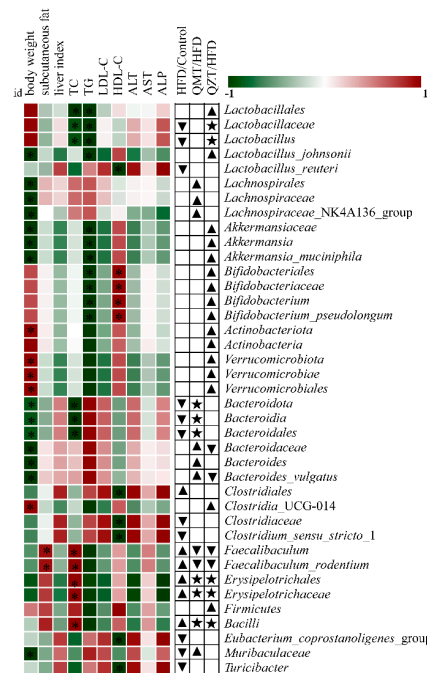 id
body weight
subcutaneous fat
liver index
TC
TG
LDL-C
HDL-C
ALT
AST
ALP
HFD/Control
QMT/HFD
QZT/HFD
-1
1
Lactobacillales
Lactobacillaceae
Lactobacillus
Lactobacillus_johnsonii
Lactobacillus_reuteri
Lachnospirales
Lachnospiraceae
Lachnospiraceae_NK4A136_group
Akkermansiaceae
Akkermansia
Akkermansia_muciniphila
Bifidobacteriales
Bifidobacteriaceae
Bifidobacterium
Bifidobacterium_pseudolongum
Actinobacteriota
Actinobacteria
Verrucomicrobiota
Verrucomicrobiae
Verrucomicrobiales
Bacteroidota
Bacteroidia
Bacteroidales
Bacteroidaceae
Bacteroides
Bacteroides_vulgatus
Clostridiales
Clostridia_UCG-014
Clostridiaceae
Clostridium_sensu_stricto_1
Faecalibaculum
Faecalibaculum_rodentium
Erysipelotrichales
Erysipelotrichaceae
Firmicutes
Bacilli
Eubacterium_coprostanoligenes_group
Muribaculaceae
Turicibacter